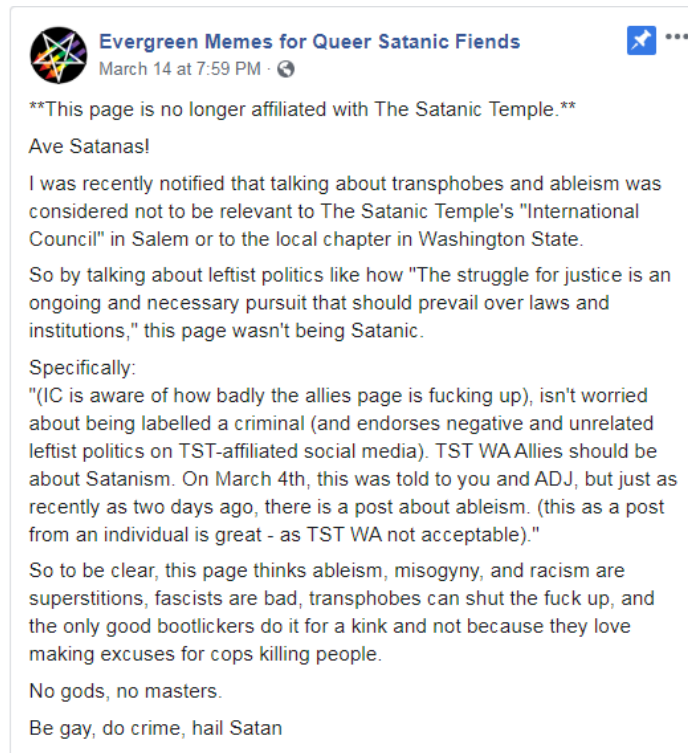 Evergreen Memes for Queer Satanic Fiends
March 14 at 7:59 PM ·
**This page is no longer affiliated with The Satanic Temple.**
Ave Satanas!
I was recently notified that talking about transphobes and ableism was
considered not to be relevant to The Satanic Temple's "International
Council" in Salem or to the local chapter in Washington State.
So by talking about leftist politics like how "The struggle for justice is an
ongoing and necessary pursuit that should prevail over laws and
institutions," this page wasn't being Satanic.
Specifically:
"(IC is aware of how badly the allies page is fucking up), isn't worried
about being labelled a criminal (and endorses negative and unrelated
leftist politics on TST-affiliated social media). TST WA Allies should be
about Satanism. On March 4th, this was told to you and ADJ, but just as
recently as two days ago, there is a post about ableism. (this as a post
from an individual is great - as TST WA not acceptable)."
So to be clear, this page thinks ableism, misogyny, and racism are
superstitions, fascists are bad, transphobes can shut the fuck up, and
the only good bootlickers do it for a kink and not because they love
making excuses for cops killing people.
No gods, no masters.
Be gay, do crime, hail Satan